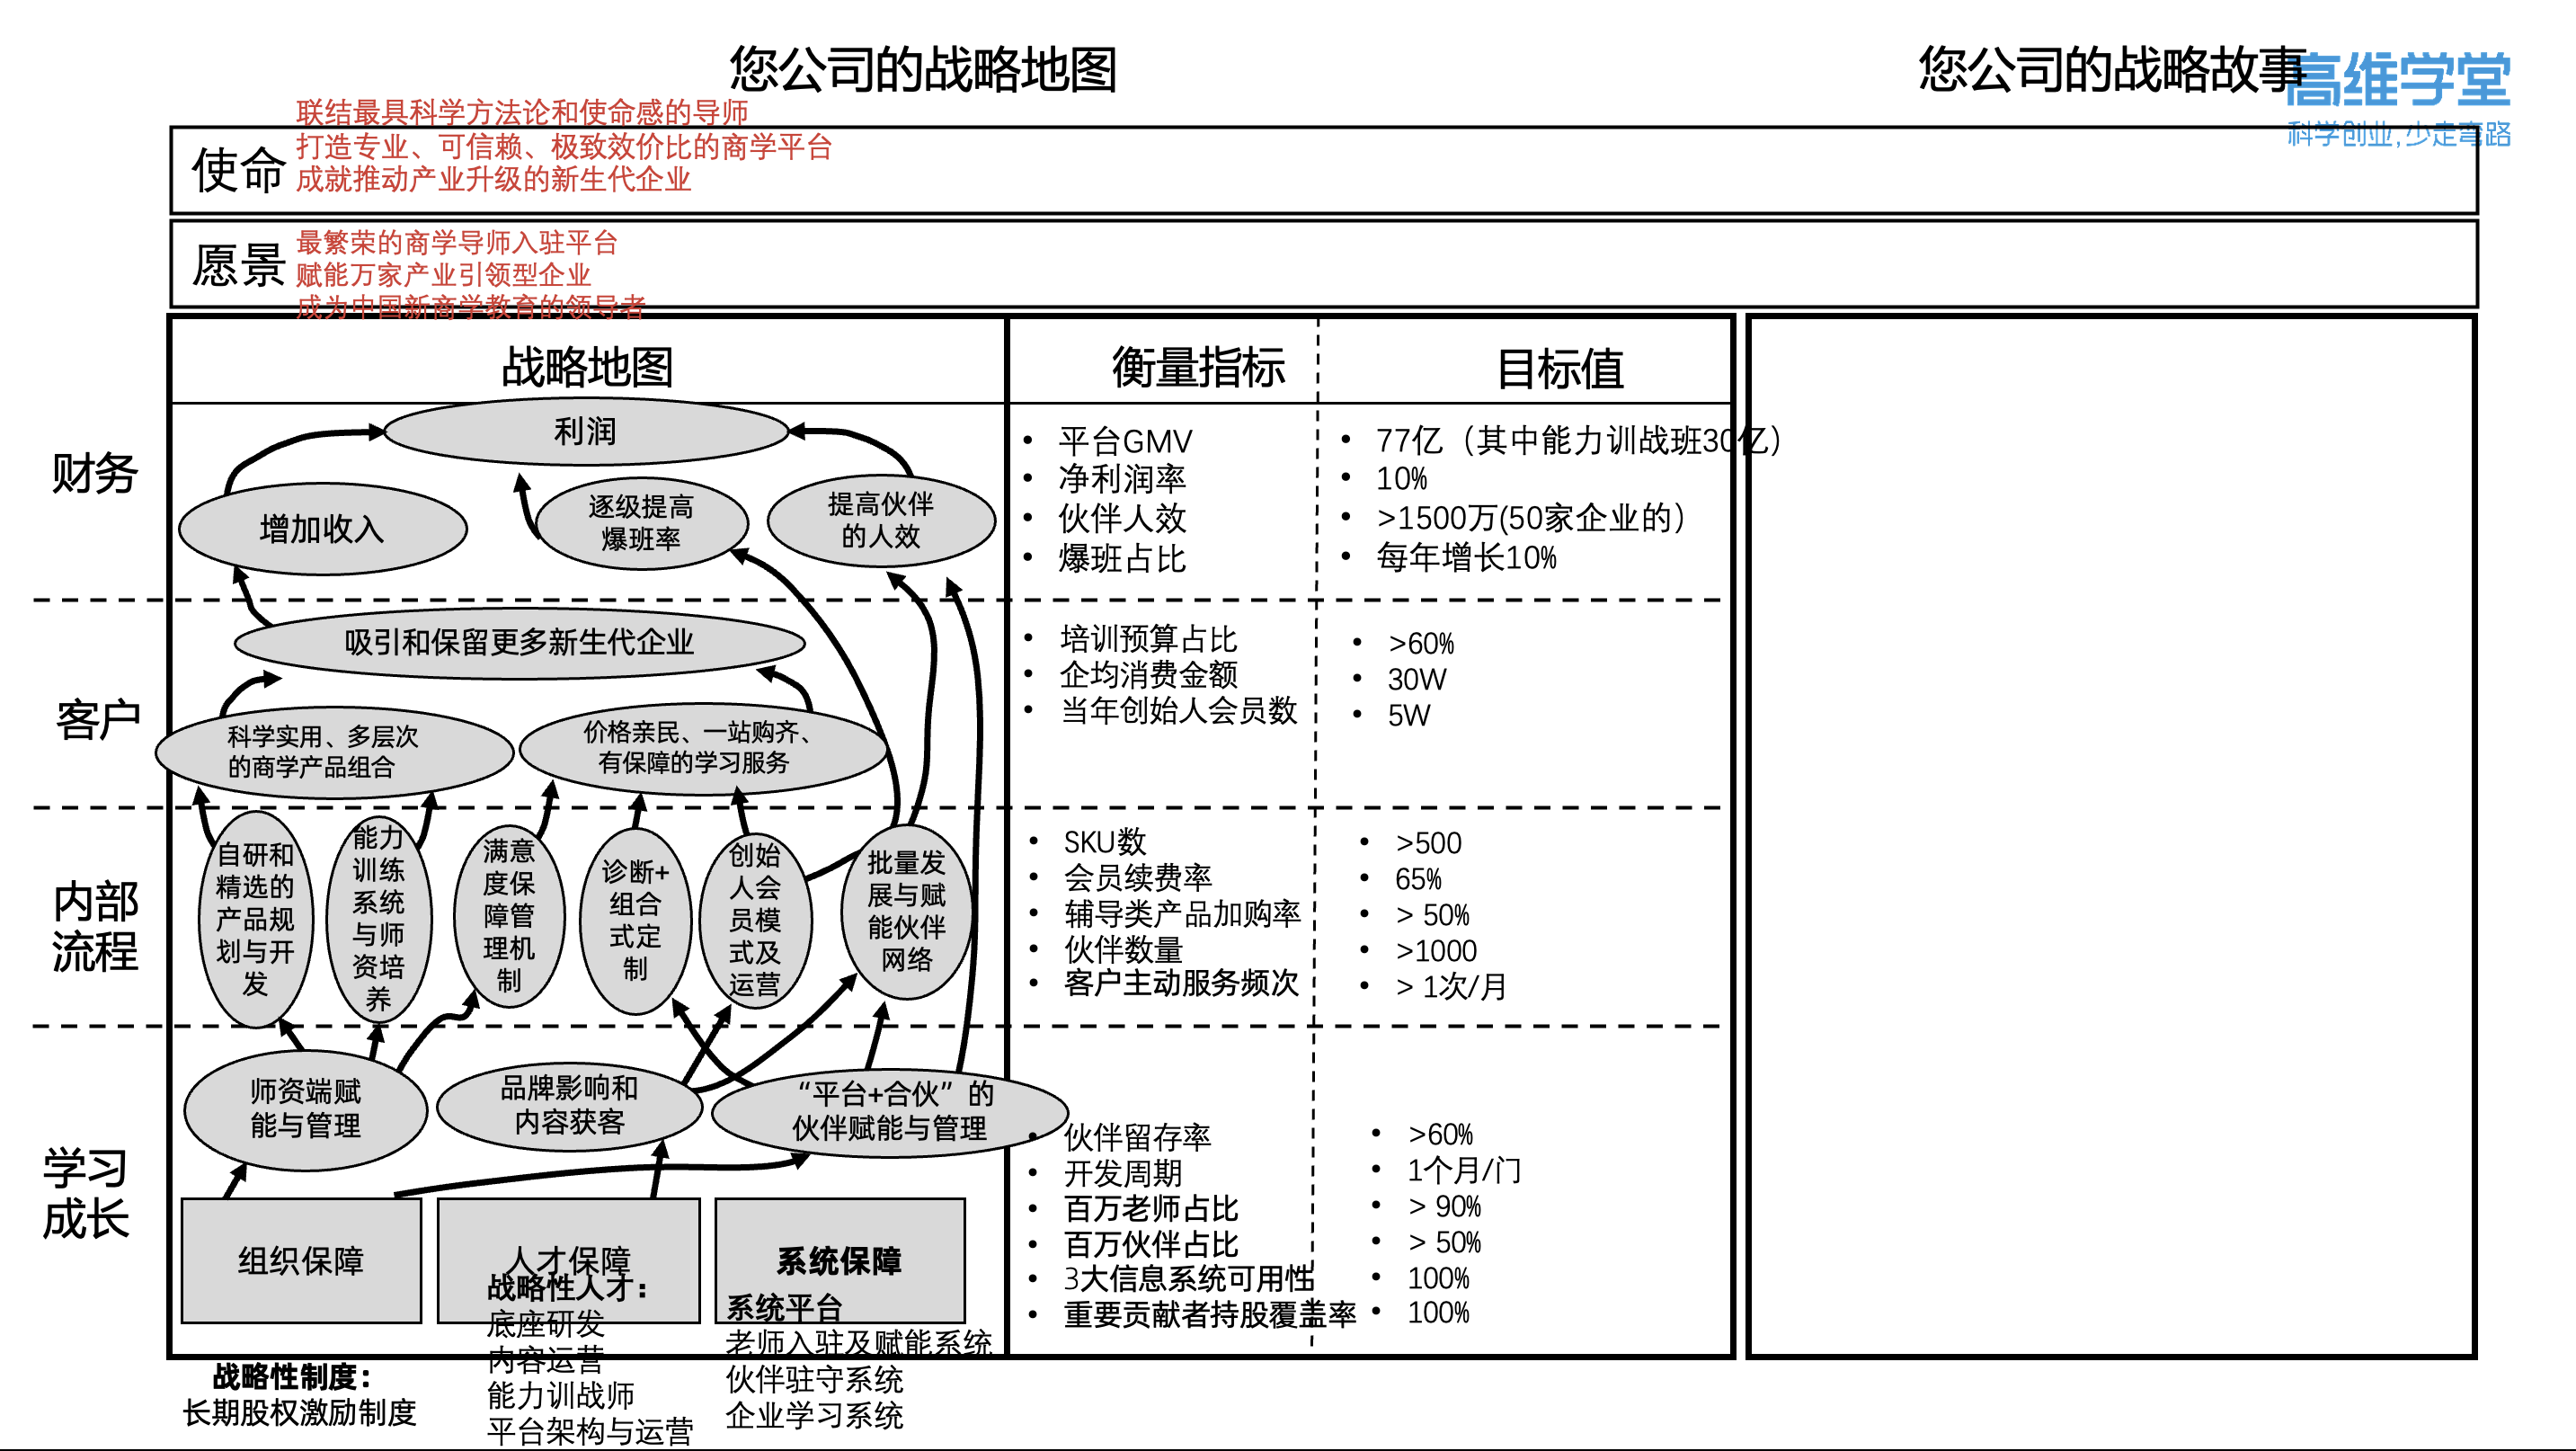 您公司的战略地图
您公司的战略故事
高维学堂
科学创业,少走弯路
使命
联结最具科学方法论和使命感的导师
打造专业、可信赖、极致效价比的商学平台
成就推动产业升级的新生代企业
愿景
最繁荣的商学导师入驻平台
赋能万家产业引领型企业
成为中国新商学教育的领导者
战略地图
衡量指标
目标值
财务
利润
增加收入
逐级提高
爆班率
提高伙伴
的人效
• 平台GMV
• 净利润率
• 伙伴人效
• 爆班占比
• 77亿（其中能力训战班30亿）
• 10%
• >1500万(50家企业的）
• 每年增长10%
客户
吸引和保留更多新生代企业
科学实用、多层次
的商学产品组合
价格亲民、一站购齐、
有保障的学习服务
• 培训预算占比
• 企均消费金额
• 当年创始人会员数
• >60%
• 30W
• 5W
内部
流程
自研和
精选的
产品规
划与开
发
能力
训练
系统
与师
资培
养
满意
度保
障管
理机
制
诊断+
组合
式定
制
创始
人会
员模
式及
运营
批量发
展与赋
能伙伴
网络
• SKU数
• 会员续费率
• 辅导类产品加购率
• 伙伴数量
• 客户主动服务频次
• >500
• 65%
• > 50%
• >1000
• > 1次/月
学习
成长
师资端赋
能与管理
品牌影响和
内容获客
“平台+合伙”的
伙伴赋能与管理
组织保障
人才保障
系统保障
战略性制度：
长期股权激励制度
战略性人才：
底座研发
内容运营
能力训战师
平台架构与运营
系统平台
老师入驻及赋能系统
伙伴驻守系统
企业学习系统
• 伙伴留存率
• 开发周期
• 百万老师占比
• 百万伙伴占比
• 3大信息系统可用性
• 重要贡献者持股覆盖率
• >60%
• 1个月/门
• > 90%
• > 50%
• 100%
• 100%